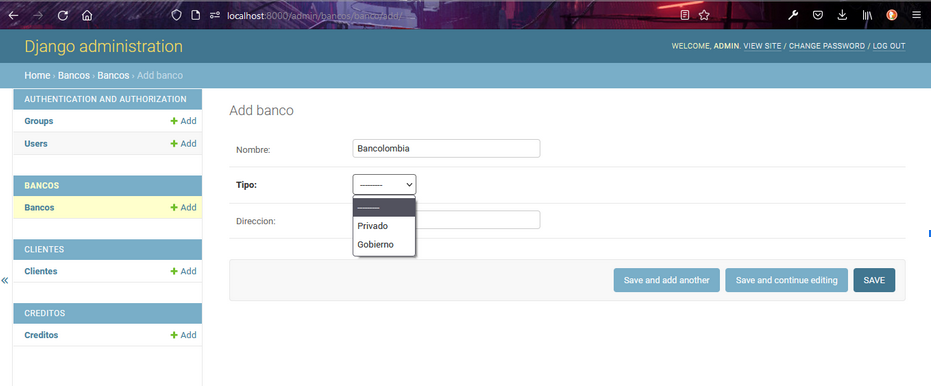 localhost:8000/admin/bancos/banco/add/
Django administration
WELCOME, ADMIN. VIEW SITE / CHANGE PASSWORD / LOG OUT
Home › Bancos › Bancos › Add banco
AUTHENTICATION AND AUTHORIZATION
Groups + Add
Users + Add
BANCOS
Bancos + Add
CLIENTES
Clientes + Add
CREDITOS
Creditos + Add
«
Add banco
Nombre: Bancolombia
Tipo: ---------
---------
Privado
Gobierno
Direccion:
Save and add another Save and continue editing SAVE